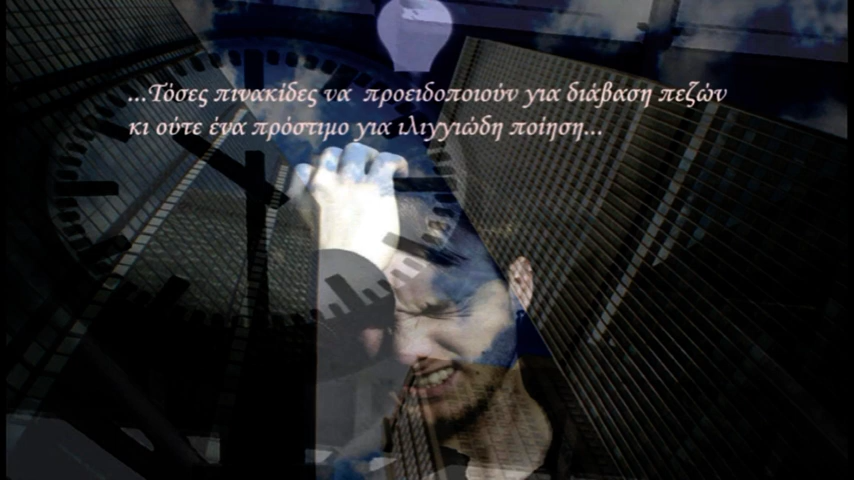 ...Τόσες πινακίδες να προειδοποιούν για διάβαση πεζών
κι ούτε ένα πρόστιμο για ιλιγγιώδη ποίηση...